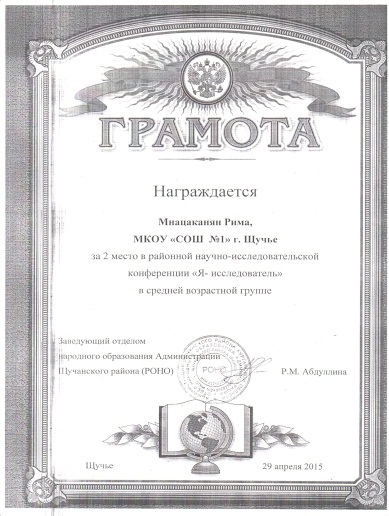 ГРАМОТА
Награждается
Мнацаканян Рима,
МКОУ «СОШ №1» г. Щучье
за 2 место в районной научно-исследовательской
конференции «Я- исследователь»
в средней возрастной группе
Заведующий отделом
народного образования Администрации
Щучанского района (РОНО)
РОНО
Р.М. Абдуллина
Щучье
29 апреля 2015